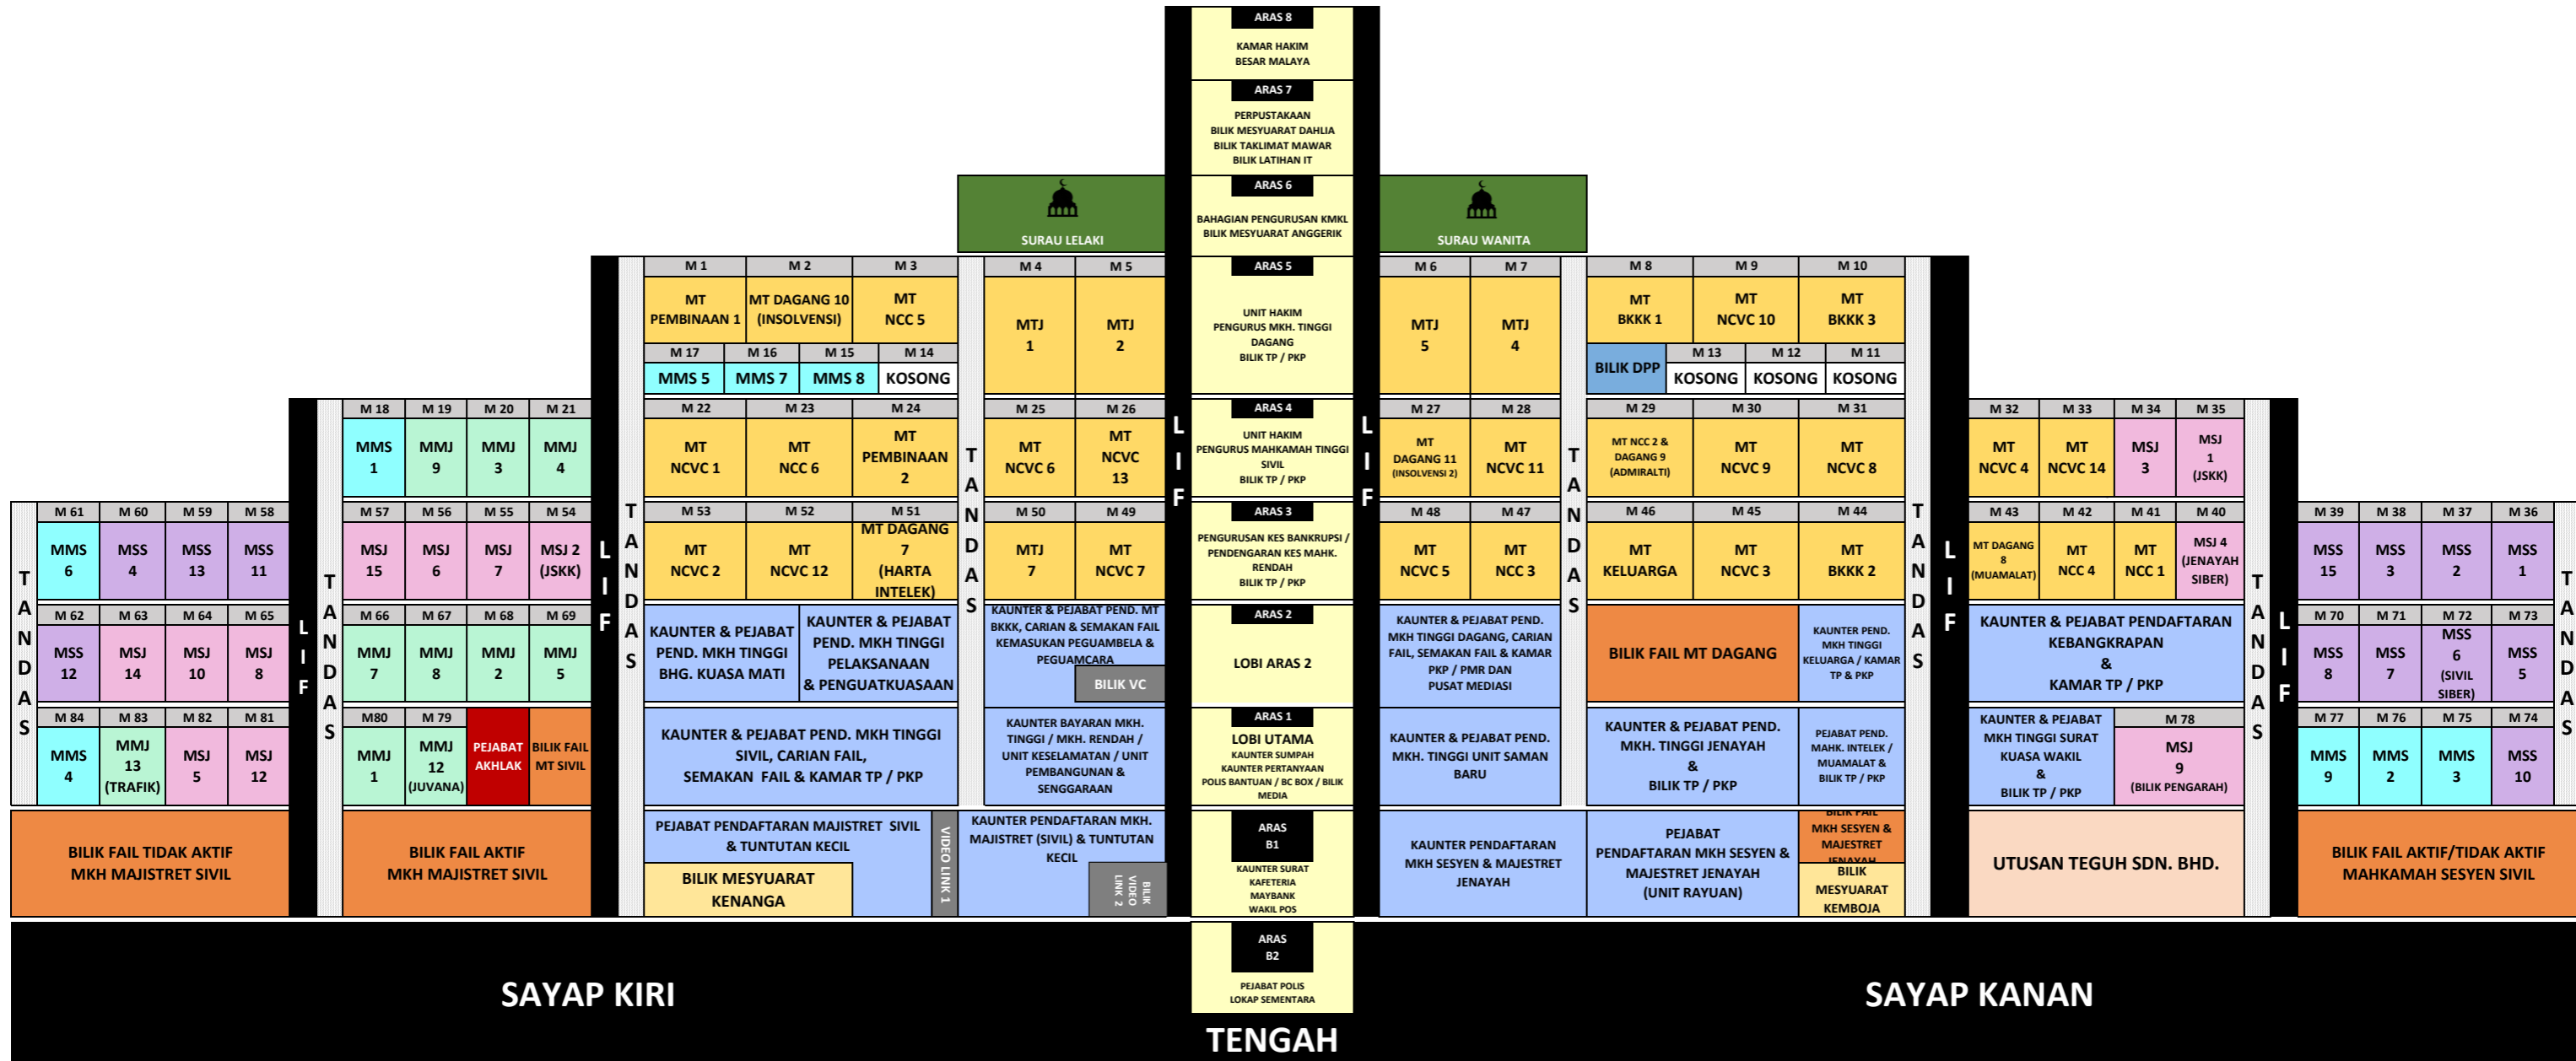 ARAS 8
KAMAR HAKIM
BESAR MALAYA
ARAS 7
PERPUSTAKAAN
BILIK MESYUARAT DAHLIA
BILIK TAKLIMAT MAWAR
BILIK LATIHAN IT
SURAU LELAKI
ARAS 6
BAHAGIAN PENGURUSAN KMKL
BILIK MESYUARAT ANGGERIK
SURAU WANITA
M 1
MT
PEMBINAAN 1
M 2
MT DAGANG 10
(INSOLVENSI)
M 3
MT
NCC 5
M 4
MTJ
1
M 5
MTJ
2
ARAS 5
UNIT HAKIM
PENGURUS MKH. TINGGI
DAGANG
BILIK TP / PKP
M 6
MTJ
5
M 7
MTJ
4
M 8
MT
BKKK 1
M 9
MT
NCVC 10
M 10
MT
BKKK 3
M 17
MMS 5
M 16
MMS 7
M 15
MMS 8
M 14
KOSONG
BILIK DPP
M 13
KOSONG
M 12
KOSONG
M 11
KOSONG
M 18
MMS
1
M 19
MMJ
9
M 20
MMJ
3
M 21
MMJ
4
M 22
MT
NCVC 1
M 23
MT
NCC 6
M 24
MT
PEMBINAAN
2
M 25
MT
NCVC 6
M 26
MT
NCVC
13
LIF
ARAS 4
UNIT HAKIM
PENGURUS MAHKAMAH TINGGI
SIVIL
BILIK TP / PKP
LIF
M 27
MT
DAGANG 11
(INSOLVENSI 2)
M 28
MT
NCVC 11
M 29
MT NCC 2 &
DAGANG 9
(ADMIRALTI)
M 30
MT
NCVC 9
M 31
MT
NCVC 8
M 32
MT
NCVC 4
M 33
MT
NCVC 14
M 34
MSJ
3
M 35
MSJ
1
(JSKK)
TANDAS
M 61
MMS
6
M 60
MSS
4
M 59
MSS
13
M 58
MSS
11
LIF
TANDAS
M 57
MSJ
15
M 56
MSJ
6
M 55
MSJ
7
M 54
MSJ 2
(JSKK)
LIF
TANDAS
M 53
MT
NCVC 2
M 52
MT
NCVC 12
M 51
MT DAGANG
7
(HARTA
INTELEK)
TANDAS
M 50
MTJ
7
M 49
MT
NCVC 7
ARAS 3
PENGURUSAN KES BANKRUPSI /
PENDENGARAN KES MAHK.
RENDAH
BILIK TP / PKP
M 48
MT
NCVC 5
M 47
MT
NCC 3
TANDAS
M 46
MT
KELUARGA
M 45
MT
NCVC 3
M 44
MT
BKKK 2
TANDAS
LIF
M 43
MT DAGANG
8
(MUAMALAT)
M 42
MT
NCC 4
M 41
MT
NCC 1
M 40
MSJ 4
(JENAYAH
SIBER)
TANDAS
LIF
M 39
MSS
15
M 38
MSS
3
M 37
MSS
2
M 36
MSS
1
TANDAS
M 62
MSS
12
M 63
MSJ
14
M 64
MSJ
10
M 65
MSJ
8
M 66
MMJ
7
M 67
MMJ
8
M 68
MMJ
2
M 69
MMJ
5
KAUNTER & PEJABAT
PEND. MKH TINGGI
BHG. KUASA MATI
KAUNTER & PEJABAT
PEND. MKH TINGGI
PELAKSANAAN
& PENGUATKUASAAN
KAUNTER & PEJABAT PEND. MT
BKKK, CARIAN & SEMAKAN FAIL
KEMASUKAN PEGUAMBELA &
PEGUAMCARA
BILIK VC
ARAS 2
LOBI ARAS 2
KAUNTER & PEJABAT PEND.
MKH TINGGI DAGANG, CARIAN
FAIL, SEMAKAN FAIL & KAMAR
PKP / PMR DAN
PUSAT MEDIASI
BILIK FAIL MT DAGANG
KAUNTER PEND.
MKH TINGGI
KELUARGA / KAMAR
TP & PKP
KAUNTER & PEJABAT PENDAFTARAN
KEBANGKRAPAN
&
KAMAR TP / PKP
M 70
MSS
8
M 71
MSS
7
M 72
MSS
6
(SIVIL
SIBER)
M 73
MSS
5
M 84
MMS
4
M 83
MMJ
13
(TRAFIK)
M 82
MSJ
5
M 81
MSJ
12
M80
MMJ
1
M 79
MMJ
12
(JUVANA)
PEJABAT
AKHLAK
BILIK FAIL
MT SIVIL
KAUNTER & PEJABAT PEND. MKH TINGGI
SIVIL, CARIAN FAIL,
SEMAKAN FAIL & KAMAR TP / PKP
KAUNTER BAYARAN MKH.
TINGGI / MKH. RENDAH /
UNIT KESELAMATAN / UNIT
PEMBANGUNAN &
SENGGARAAN
ARAS 1
LOBI UTAMA
KAUNTER SUMPAH
KAUNTER PERTANYAAN
POLIS BANTUAN / BC BOX / BILIK
MEDIA
KAUNTER & PEJABAT PEND.
MKH. TINGGI UNIT SAMAN
BARU
KAUNTER & PEJABAT PEND.
MKH. TINGGI JENAYAH
&
BILIK TP / PKP
PEJABAT PEND.
MAHK. INTELEK /
MUAMALAT &
BILIK TP / PKP
KAUNTER & PEJABAT
MKH TINGGI SURAT
KUASA WAKIL
&
BILIK TP / PKP
M 78
MSJ
9
(BILIK PENGARAH)
M 77
MMS
9
M 76
MMS
2
M 75
MMS
3
M 74
MSS
10
BILIK FAIL TIDAK AKTIF
MKH MAJISTRET SIVIL
BILIK FAIL AKTIF
MKH MAJISTRET SIVIL
PEJABAT PENDAFTARAN MAJISTRET SIVIL
& TUNTUTAN KECIL
BILIK MESYUARAT
KENANGA
VIDEO LINK 1
KAUNTER PENDAFTARAN MKH.
MAJISTRET (SIVIL) & TUNTUTAN
KECIL
BILIK
VIDEO
LINK 2
ARAS
B1
KAUNTER SURAT
KAFETERIA
MAYBANK
WAKIL POS
KAUNTER PENDAFTARAN
MKH SESYEN & MAJESTRET
JENAYAH
PEJABAT
PENDAFTARAN MKH SESYEN &
MAJESTRET JENAYAH
(UNIT RAYUAN)
BILIK FAIL
MKH SESYEN &
MAJESTRET
JENAYAH
BILIK
MESYUARAT
KEMBOJA
UTUSAN TEGUH SDN. BHD.
BILIK FAIL AKTIF/TIDAK AKTIF
MAHKAMAH SESYEN SIVIL
SAYAP KIRI
ARAS
B2
PEJABAT POLIS
LOKAP SEMENTARA
SAYAP KANAN
TENGAH